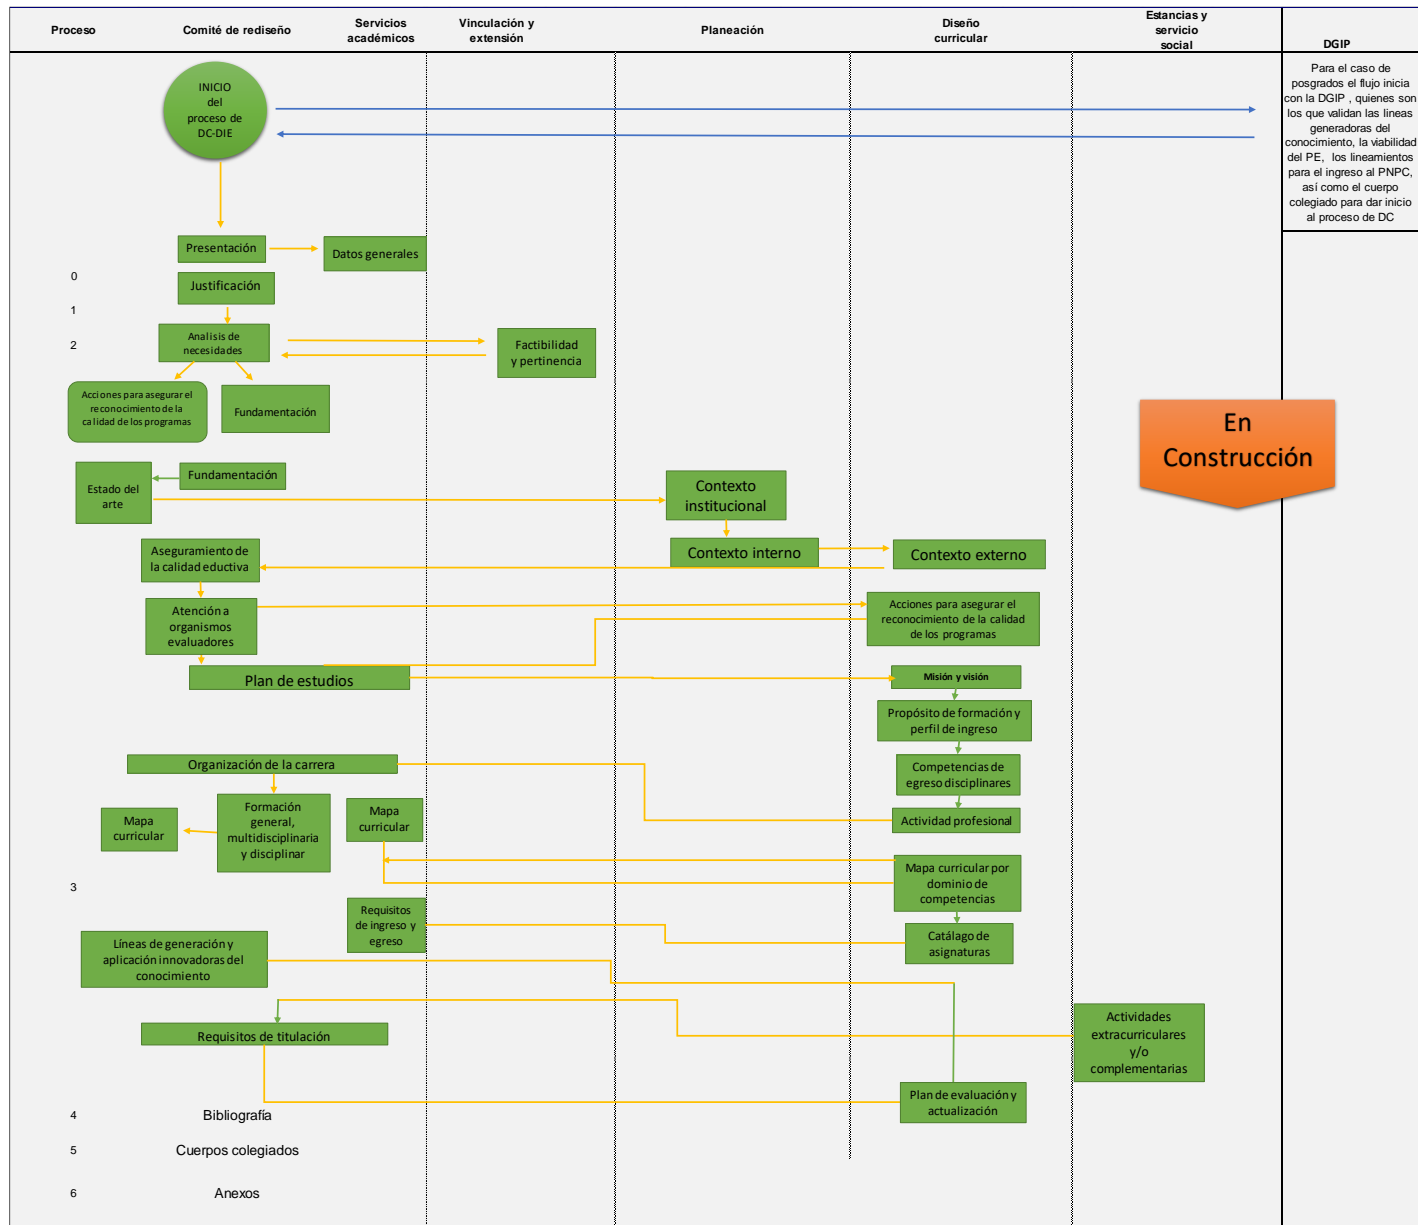 Proceso
Comité de rediseño
Servicios
académicos
Vinculación y
extensión
Planeación
Diseño
curricular
Estancias y
servicio
social
DGIP
INICIO
del
proceso de
DC-DIE
Para el caso de
posgrados el flujo inicia
con la DGIP , quienes son
los que validan las lineas
generadoras del
conocimiento, la viabilidad
del PE, los lineamientos
para el ingreso al PNPC,
así como el cuerpo
colegiado para dar inicio
al proceso de DC
Presentación
Datos generales
0
Justificación
1
2
Analisis de
necesidades
Factibilidad
y pertinencia
Acciones para asegurar el
reconocimiento de la
calidad de los programas
Fundamentación
En
Construcción
Fundamentación
Estado del
arte
Contexto
institucional
Contexto interno
Contexto externo
Aseguramiento de
la calidad eductiva
Atención a
organismos
evaluadores
Acciones para asegurar el
reconocimiento de la calidad
de los programas
Plan de estudios
Misión y visión
Propósito de formación y
perfil de ingreso
Organización de la carrera
Competencias de
egreso disciplinares
Mapa
curricular
Formación
general,
multidisciplinaria
y disciplinar
Mapa
curricular
Actividad profesional
3
Mapa curricular por
dominio de
competencias
Requisitos
de ingreso y
egreso
Catálago de
asignaturas
Líneas de generación y
aplicación innovadoras del
conocimiento
Requisitos de titulación
Actividades
extracurriculares
y/o
complementarias
Plan de evaluación y
actualización
4
Bibliografía
5
Cuerpos colegiados
6
Anexos